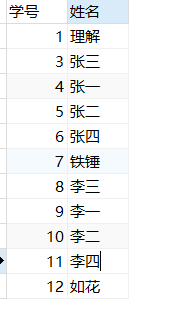 学号 姓名
1 理解
3 张三
4 张一
5 张二
6 张四
7 铁锤
8 李三
9 李一
10 李二
11 李四
12 如花